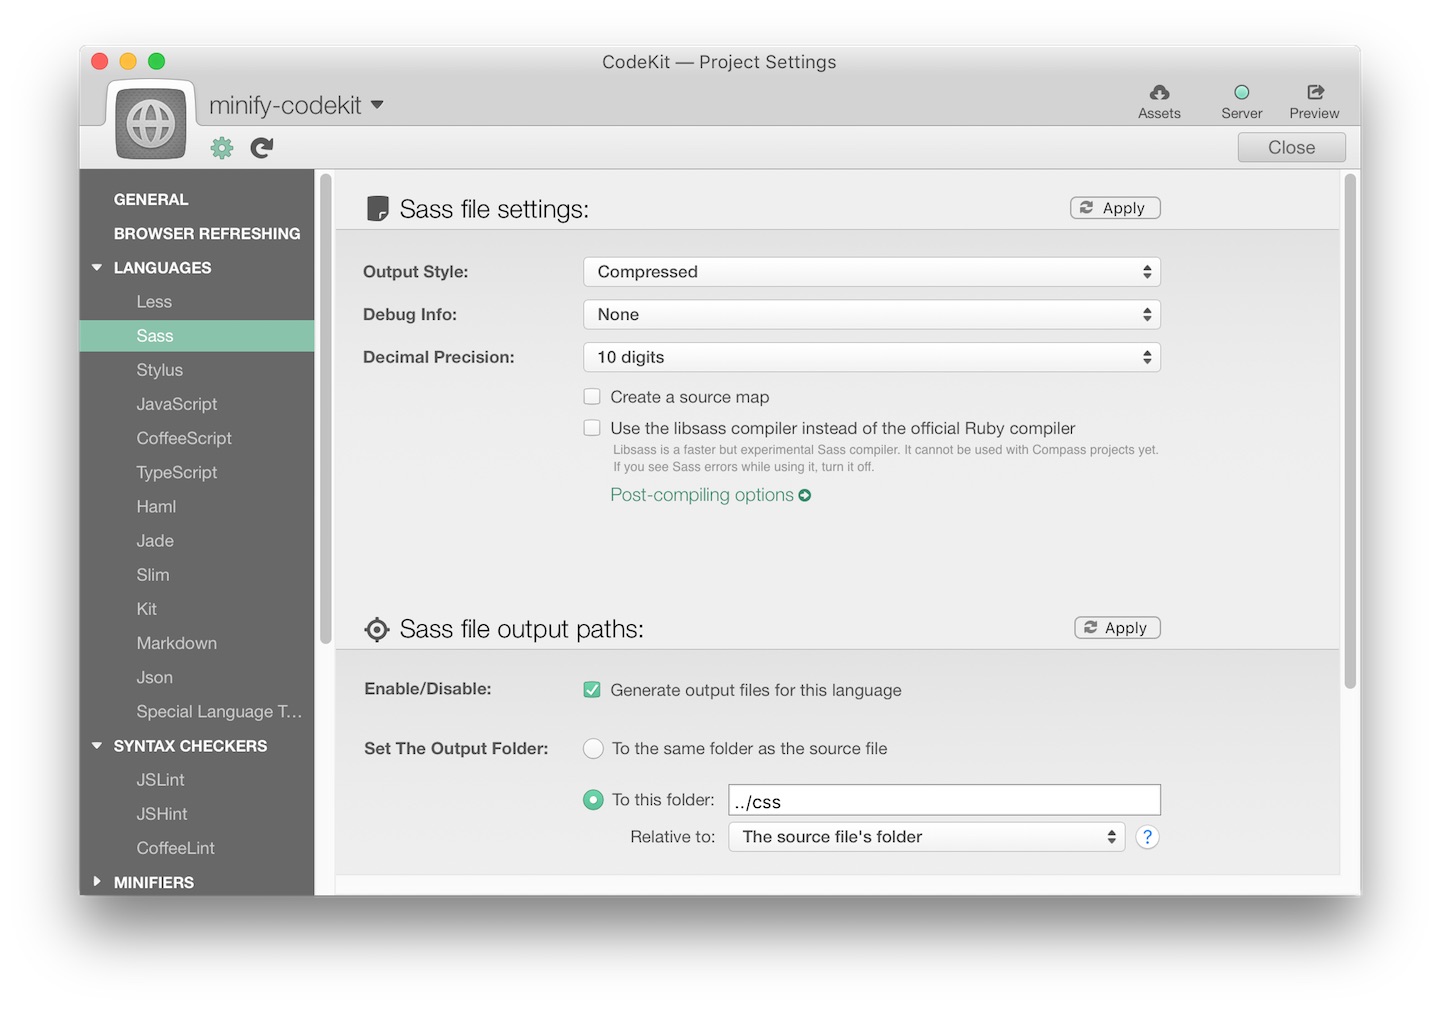 CodeKit — Project Settings
minify-codekit
Assets
Server
Preview
Close
GENERAL
BROWSER REFRESHING
LANGUAGES
Less
Sass
Stylus
JavaScript
CoffeeScript
TypeScript
Haml
Jade
Slim
Kit
Markdown
Json
Special Language T...
SYNTAX CHECKERS
JSLint
JSHint
CoffeeLint
MINIFIERS
Sass file settings:
Apply
Output Style:
Compressed
Debug Info:
None
Decimal Precision:
10 digits
Create a source map
Use the libsass compiler instead of the official Ruby compiler
Libsass is a faster but experimental Sass compiler. It cannot be used with Compass projects yet.
If you see Sass errors while using it, turn it off.
Post-compiling options
Sass file output paths:
Apply
Enable/Disable:
Generate output files for this language
Set The Output Folder:
To the same folder as the source file
To this folder:
../css
Relative to:
The source file's folder
?